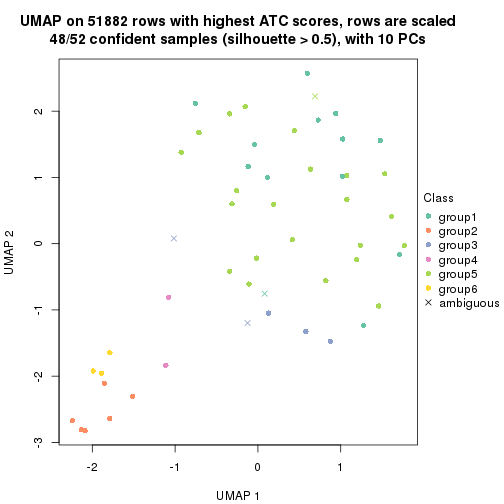 UMAP on 51882 rows with highest ATC scores, rows are scaled
48/52 confident samples (silhouette > 0.5), with 10 PCs
2
1
0
-1
-2
-3
UMAP 2
-2
-1
0
1
UMAP 1
Class
group1
group2
group3
group4
group5
group6
ambiguous